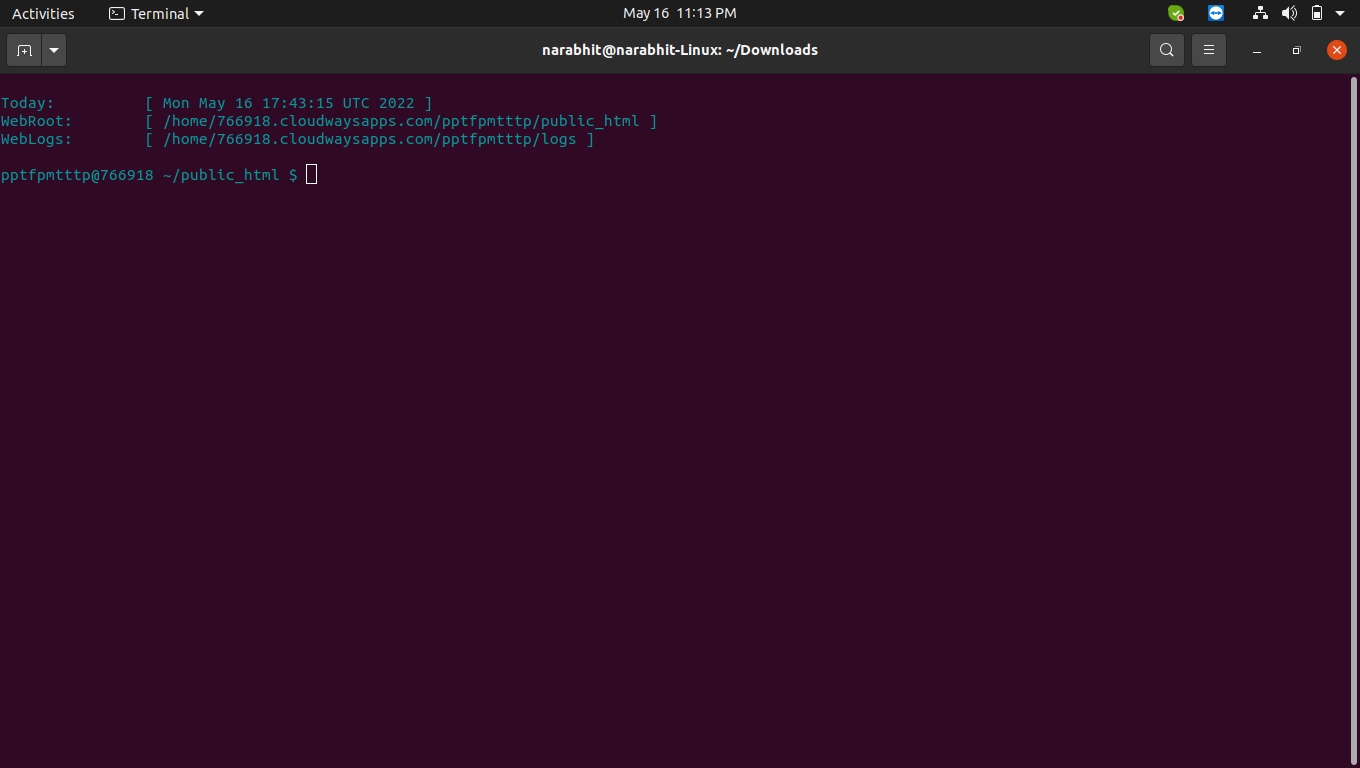 Activities Terminal May 16 11:13 PM
narabhit@narabhit-Linux: ~/Downloads
Today: [ Mon May 16 17:43:15 UTC 2022 ]
WebRoot: [ /home/766918.cloudwaysapps.com/pptfpmtttp/public_html ]
WebLogs: [ /home/766918.cloudwaysapps.com/pptfpmtttp/logs ]
pptfpmtttp@766918 ~/public_html $